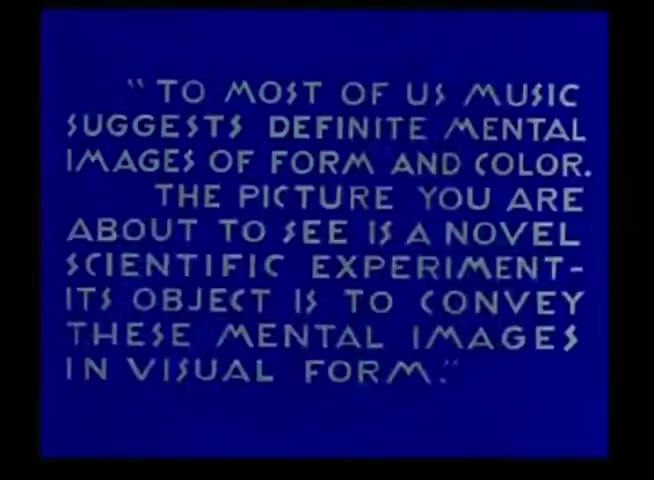 "TO MOST OF US MUSIC
SUGGESTS DEFINITE MENTAL
IMAGES OF FORM AND COLOR.
THE PICTURE YOU ARE
ABOUT TO SEE IS A NOVEL
SCIENTIFIC EXPERIMENT-
ITS OBJECT IS TO CONVEY
THESE MENTAL IMAGES
IN VISUAL FORM."